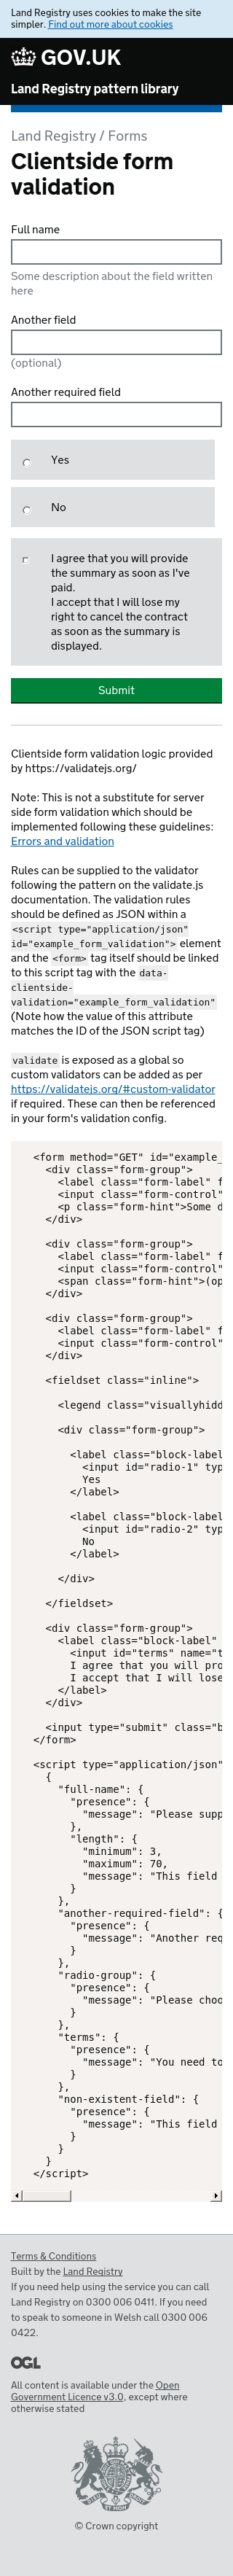 Land Registry uses cookies to make the site
simpler. Find out more about cookies
GOV.UK
Land Registry pattern library
Land Registry / Forms
Clientside form
validation
Full name
Some description about the field written
here
Another field
(optional)
Another required field
Yes
No
I agree that you will provide
the summary as soon as I've
paid.
I accept that I will lose my
right to cancel the contract
as soon as the summary is
displayed.
Submit
Clientside form validation logic provided
by https://validatejs.org/
Note: This is not a substitute for server
side form validation which should be
implemented following these guidelines:
Errors and validation
Rules can be supplied to the validator
following the pattern on the validate.js
documentation. The validation rules
should be defined as JSON within a
<script type="application/json"
id="example_form_validation"> element
and the <form> tag itself should be linked
to this script tag with the data-
clientside-
validation="example_form_validation"
(Note how the value of this attribute
matches the ID of the JSON script tag)
validate is exposed as a global so
custom validators can be added as per
https://validatejs.org/#custom-validator
if required. These can then be referenced
in your form's validation config.
<form method="GET" id="example_
<div class="form-group">
<label class="form-label" f
<input class="form-control"
<p class="form-hint">Some d
</div>
<div class="form-group">
<label class="form-label" f
<input class="form-control"
<span class="form-hint">(op
</div>
<div class="form-group">
<label class="form-label" f
<input class="form-control"
</div>
<fieldset class="inline">
<legend class="visuallyhidd
<div class="form-group">
<label class="block-label
<input id="radio-1" typ
Yes
</label>
<label class="block-label
<input id="radio-2" typ
No
</label>
</div>
</fieldset>
<div class="form-group">
<label class="block-label"
<input id="terms" name="t
I agree that you will pro
I accept that I will lose
</label>
</div>
<input type="submit" class="b
</form>
<script type="application/json"
{
"full-name": {
"presence": {
"message": "Please supp
},
"length": {
"minimum": 3,
"maximum": 70,
"message": "This field
}
},
"another-required-field": {
"presence": {
"message": "Another req
}
},
"radio-group": {
"presence": {
"message": "Please choo
}
},
"terms": {
"presence": {
"message": "You need to
}
},
"non-existent-field": {
"presence": {
"message": "This field
}
}
}
</script>
Terms & Conditions
Built by the Land Registry
If you need help using the service you can call
Land Registry on 0300 006 0411. If you need
to speak to someone in Welsh call 0300 006
0422.
OGL
All content is available under the Open
Government Licence v3.0, except where
otherwise stated
© Crown copyright